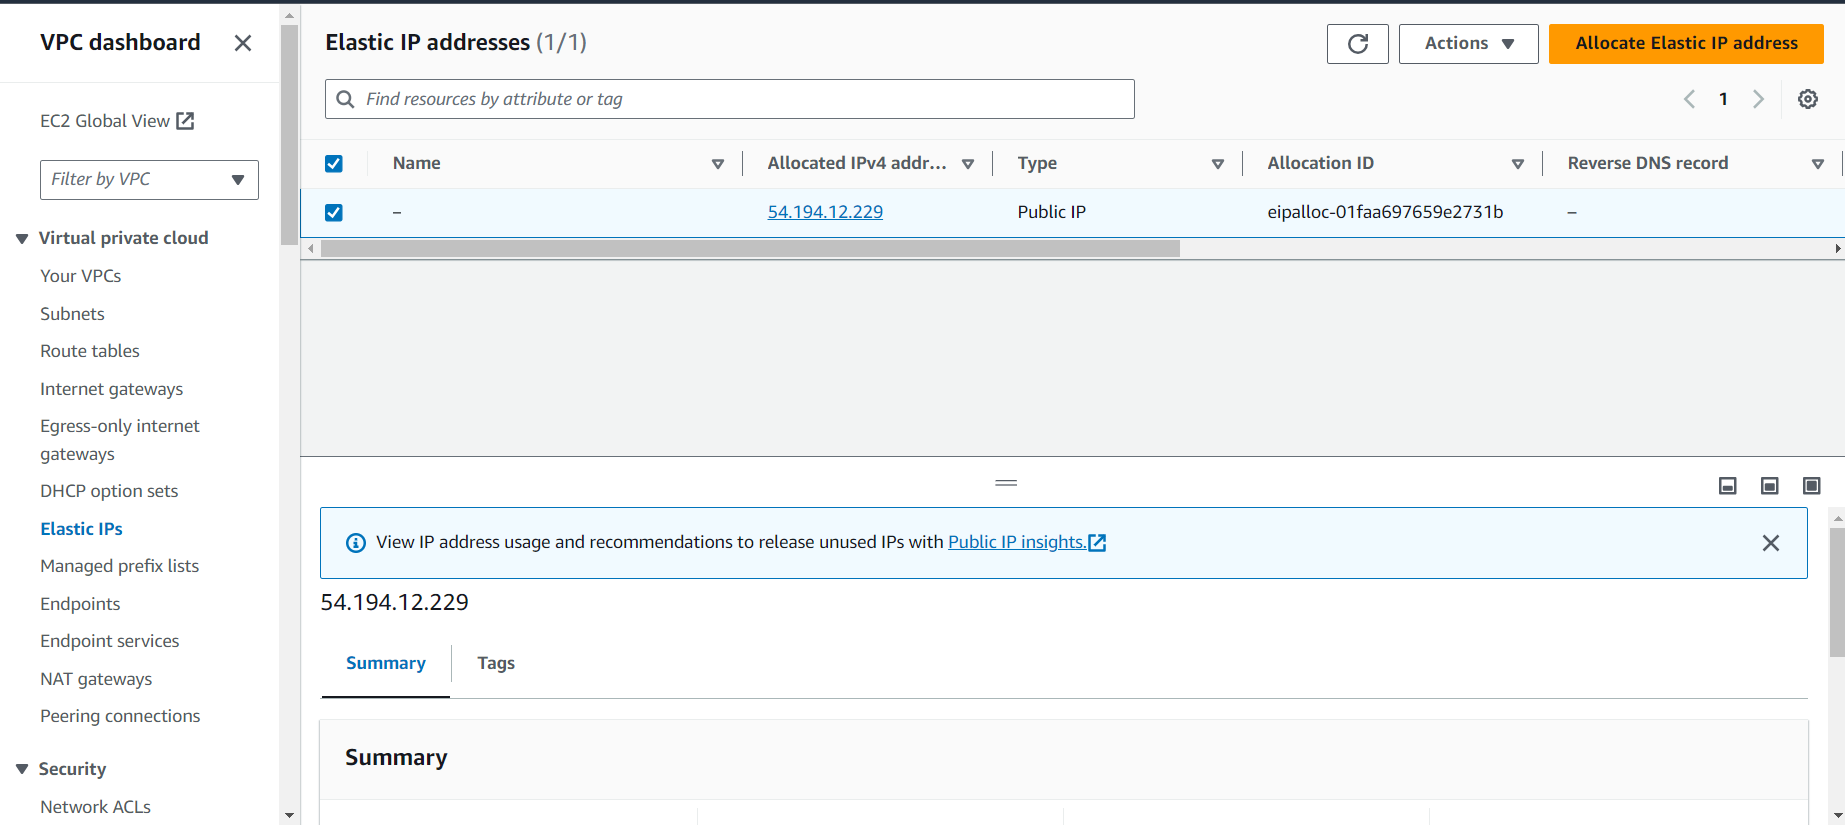 VPC dashboard
EC2 Global View
Filter by VPC
Virtual private cloud
Your VPCs
Subnets
Route tables
Internet gateways
Egress-only internet
gateways
DHCP option sets
Elastic IPs
Managed prefix lists
Endpoints
Endpoint services
NAT gateways
Peering connections
Security
Network ACLs
Elastic IP addresses (1/1)
Actions
Allocate Elastic IP address
Find resources by attribute or tag
1
Name Allocated IPv4 addr... Type Allocation ID Reverse DNS record
– 54.194.12.229 Public IP eipalloc-01faa697659e2731b –
View IP address usage and recommendations to release unused IPs with Public IP insights.
54.194.12.229
Summary Tags
Summary